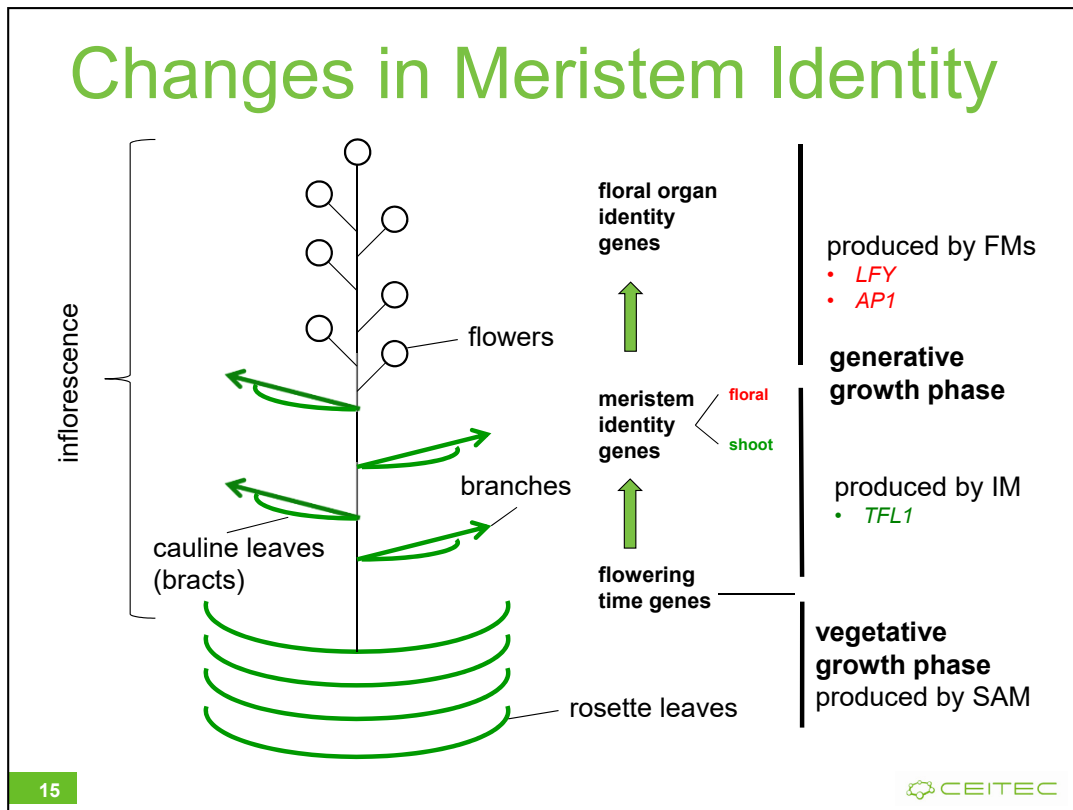 Changes in Meristem Identity
inflorescence
flowers
branches
cauline leaves
(bracts)
rosette leaves
floral organ
identity
genes
meristem
identity
genes
floral
shoot
flowering
time genes
produced by FMs
• LFY
• AP1
generative
growth phase
produced by IM
• TFL1
vegetative
growth phase
produced by SAM
15
CEITEC